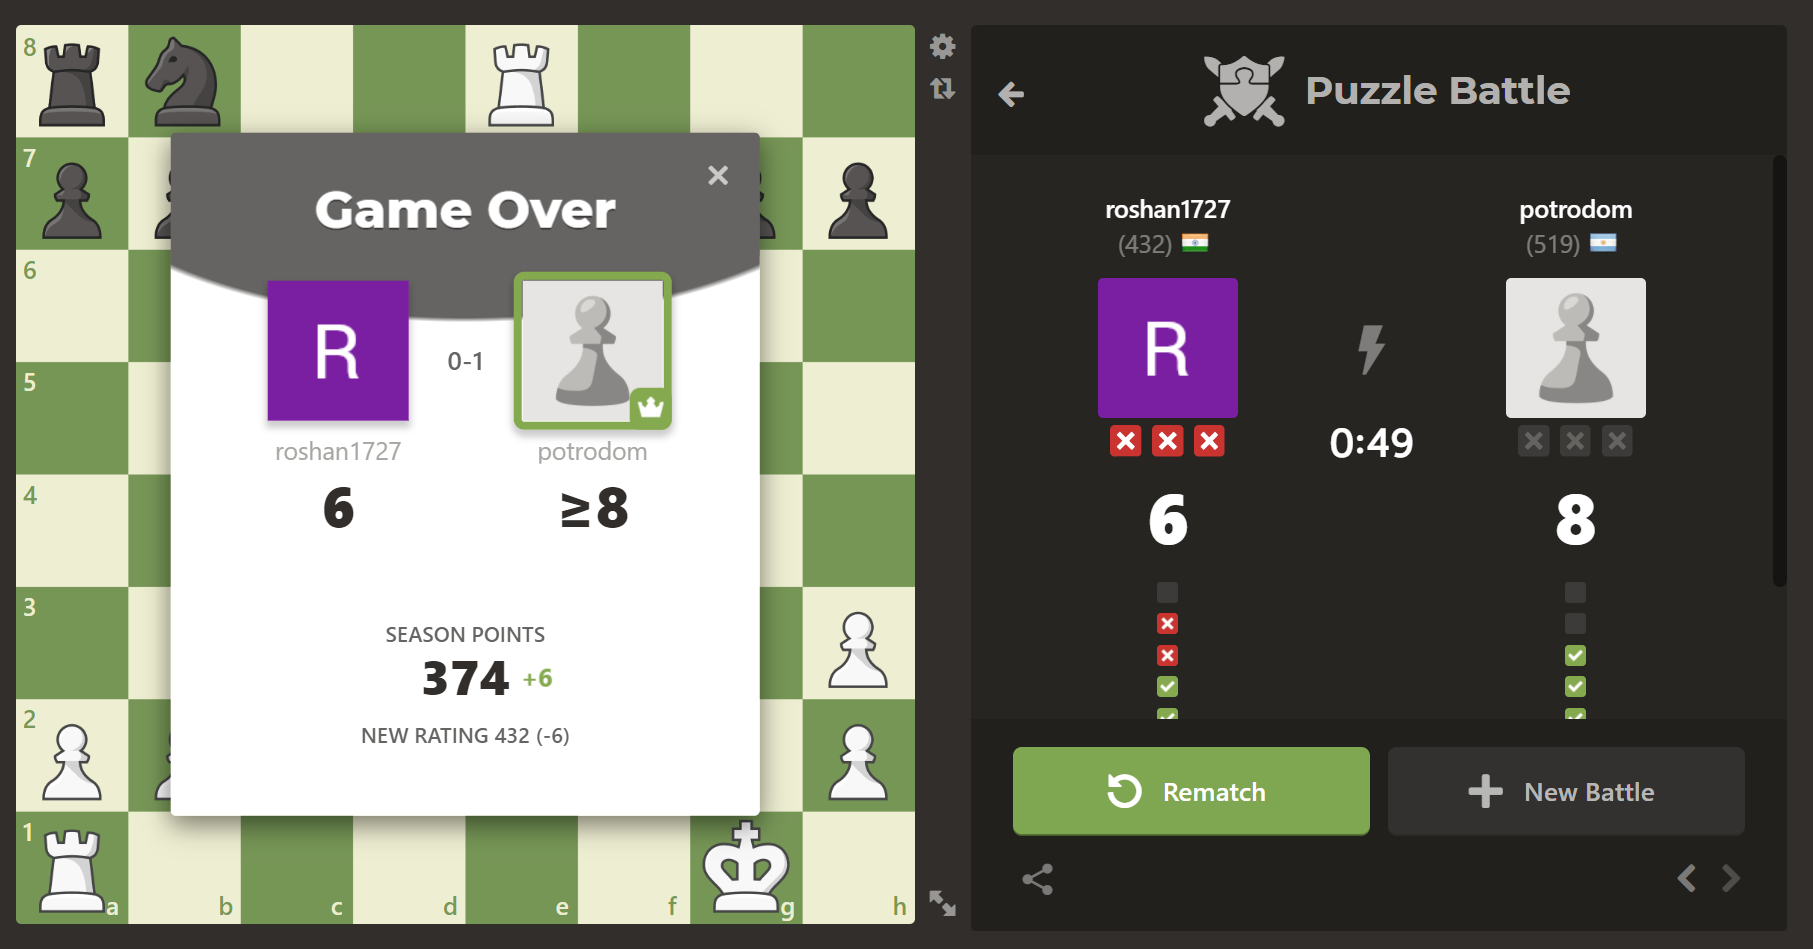 8
7
6
5
4
3
2
1
a
b
c
d
e
f
g
h
Game Over
R
0-1
roshan1727
potrodom
6
≥8
SEASON POINTS
374 +6
NEW RATING 432 (-6)
Puzzle Battle
roshan1727
potrodom
(432)
(519)
R
0:49
6
8
Rematch
New Battle